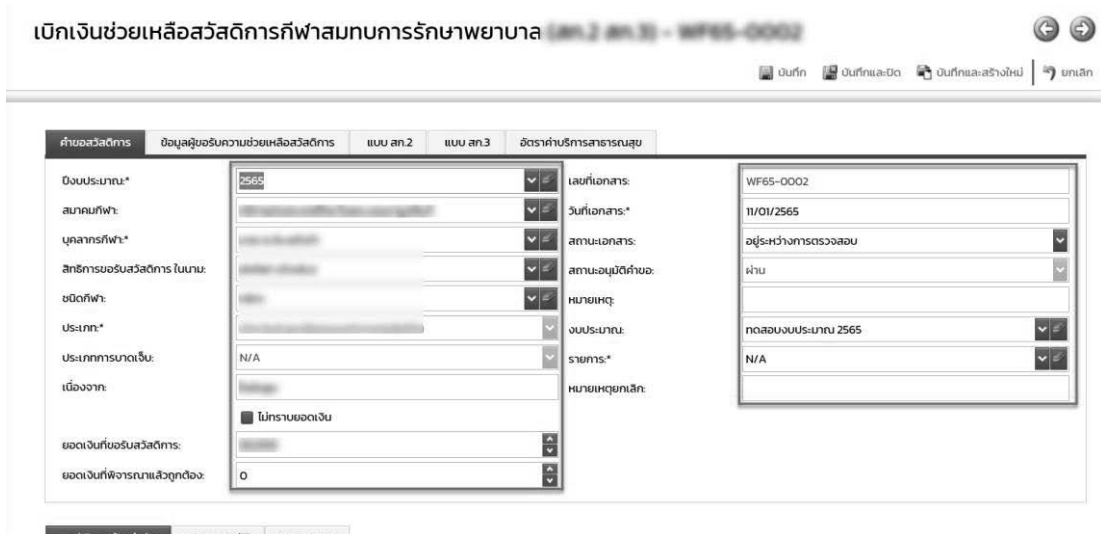 เบิกเงินช่วยเหลือสวัสดิการกีฬาสมทบการรักษาพยาบาล
บันทึก บันทึกและปิด บันทึกและสร้างใหม่ ยกเลิก
คำขอสวัสดิการ ข้อมูลผู้ขอรับความช่วยเหลือสวัสดิการ แบบ สก.2 แบบ สก.3 อัตราค่าบริการสาธารณสุข
ปีงบประมาณ:* 2565 เลขที่เอกสาร: WF65-0002
สมาคมกีฬา: วันที่เอกสาร:* 11/01/2565
บุคลากรกีฬา:* สถานะเอกสาร: อยู่ระหว่างการตรวจสอบ
สิทธิการขอรับสวัสดิการ ในนาม: สถานะอนุมัติคำขอ: ผ่าน
ชนิดกีฬา: หมายเหตุ:
ประเภท:* งบประมาณ: ทดสอบงบประมาณ 2565
ประเภทการบาดเจ็บ: N/A รายการ:* N/A
เนื่องจาก: หมายเหตุยกเลิก:
ไม่ทราบยอดเงิน
ยอดเงินที่ขอรับสวัสดิการ:
ยอดเงินที่พิจารณาแล้วถูกต้อง: 0